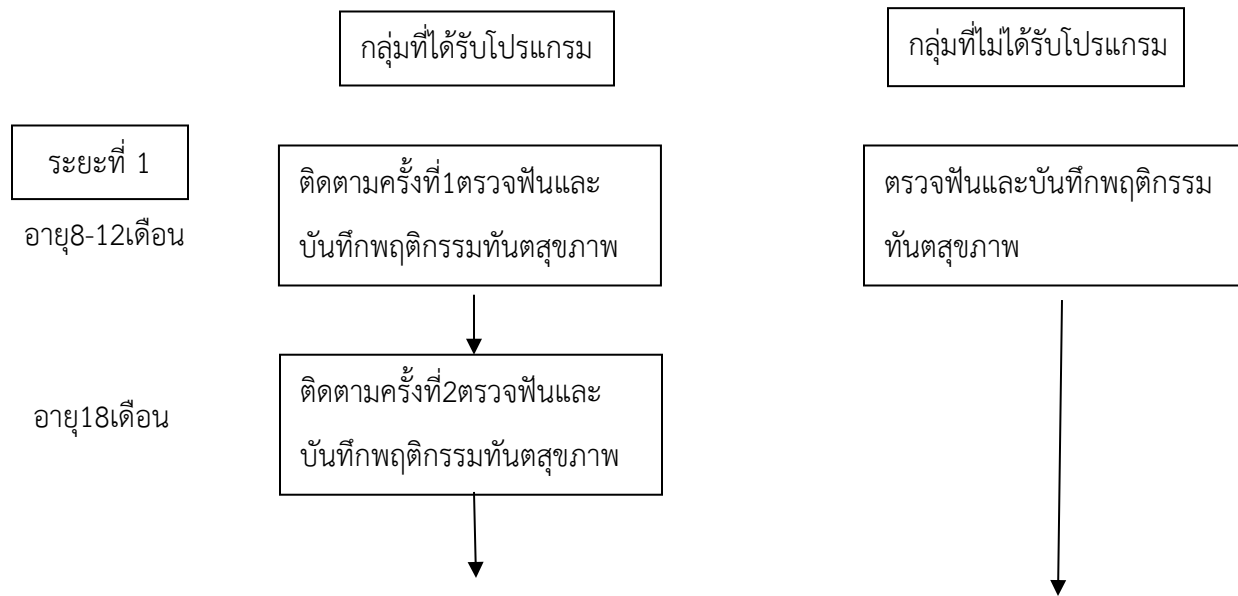 กลุ่มที่ได้รับโปรแกรม
กลุ่มที่ไม่ได้รับโปรแกรม
ระยะที่ 1
อายุ8-12เดือน
ติดตามครั้งที่1ตรวจฟันและ
บันทึกพฤติกรรมทันตสุขภาพ
ตรวจฟันและบันทึกพฤติกรรม
ทันตสุขภาพ
อายุ18เดือน
ติดตามครั้งที่2ตรวจฟันและ
บันทึกพฤติกรรมทันตสุขภาพ